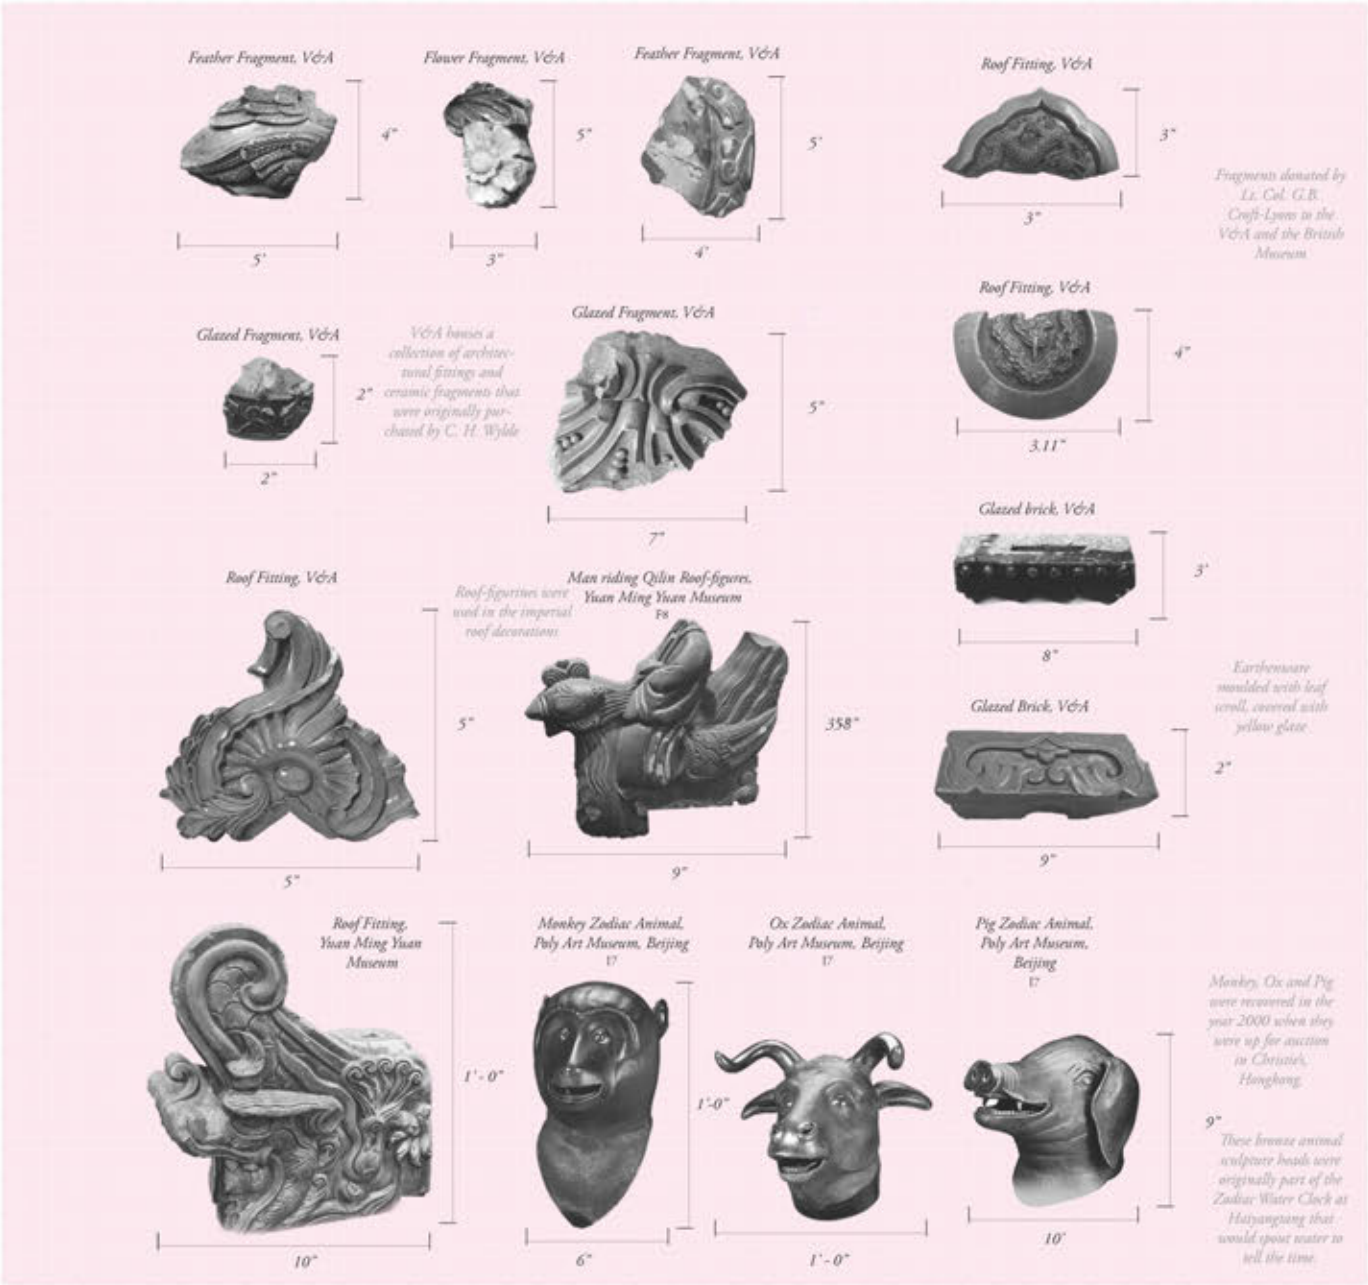 Feather Fragment, V&A
4"
5'
Flower Fragment, V&A
5"
3"
Feather Fragment, V&A
5'
4'
Roof Fitting, V&A
3"
3"
Fragments donated by
Lt. Col. G.B.
Croft-Lyons to the
V&A and the British
Museum
Glazed Fragment, V&A
2"
2"
V&A houses a
collection of architec-
tural fittings and
ceramic fragments that
were originally pur-
chased by C. H. Wylde
Glazed Fragment, V&A
5"
7"
Roof Fitting, V&A
4"
3.11"
Glazed brick, V&A
3'
8"
Roof Fitting, V&A
5"
5"
Roof-figurines were
used in the imperial
roof decorations
Man riding Qilin Roof-figures,
Yuan Ming Yuan Museum
F8
358"
9"
Earthenware
moulded with leaf
scroll, covered with
yellow glaze
Glazed Brick, V&A
2"
9"
Roof Fitting,
Yuan Ming Yuan
Museum
1'-0"
10"
Monkey Zodiac Animal,
Poly Art Museum, Beijing
17
1'-0"
6"
Ox Zodiac Animal,
Poly Art Museum, Beijing
17
1'-0"
Pig Zodiac Animal,
Poly Art Museum,
Beijing
17
9"
10'
Monkey, Ox and Pig
were recovered in the
year 2000 when they
were up for auction
in Christie's,
Hongkong.
These bronze animal
sculpture heads were
originally part of the
Zodiac Water Clock at
Haiyangtang that
would spout water to
tell the time.